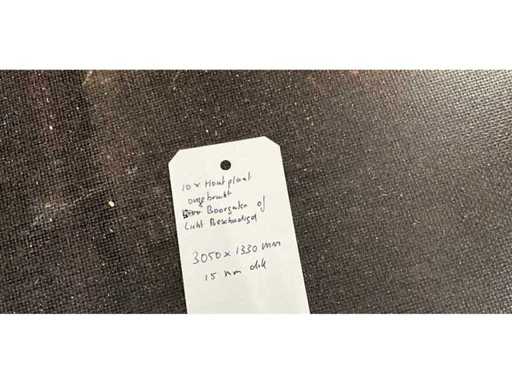 10 x Houtplaat
ongebruikt
Boorgaten of
Licht Beschadigd
3050 x 1330 mm
15 mm dik